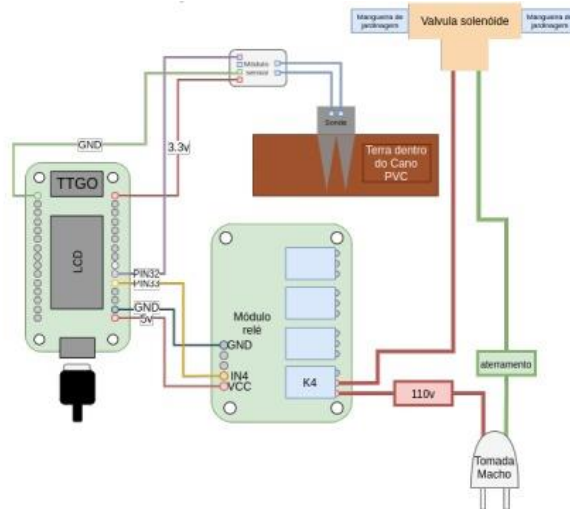 Mangueira de
jardinagem
Valvula solenóide
Mangueira de
jardinagem
Módulo
sensor
Sonda
Terra dentro
do Cano
PVC
GND
3.3v
TTGO
LCD
PIN32
PIN33
GND
5v
Módulo
relé
GND
IN4
VCC
K4
110v
aterramento
Tomada
Macho